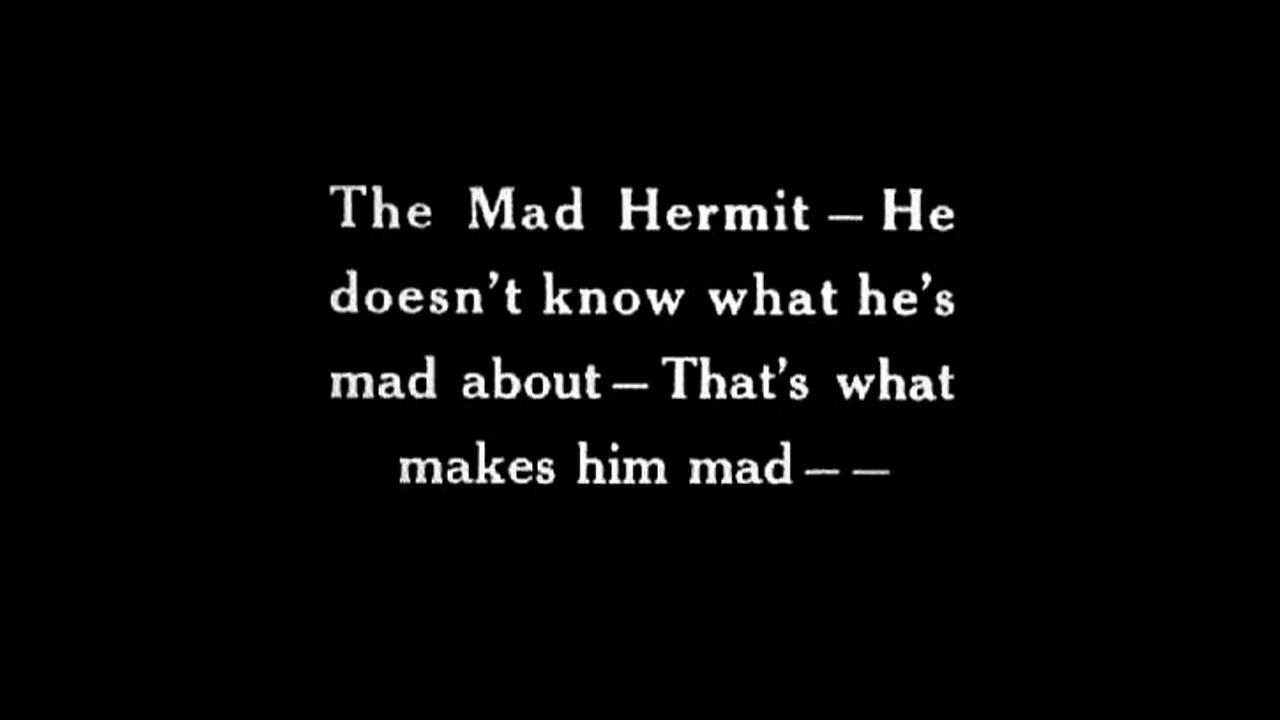 The Mad Hermit — He
doesn’t know what he’s
mad about — That’s what
makes him mad — —